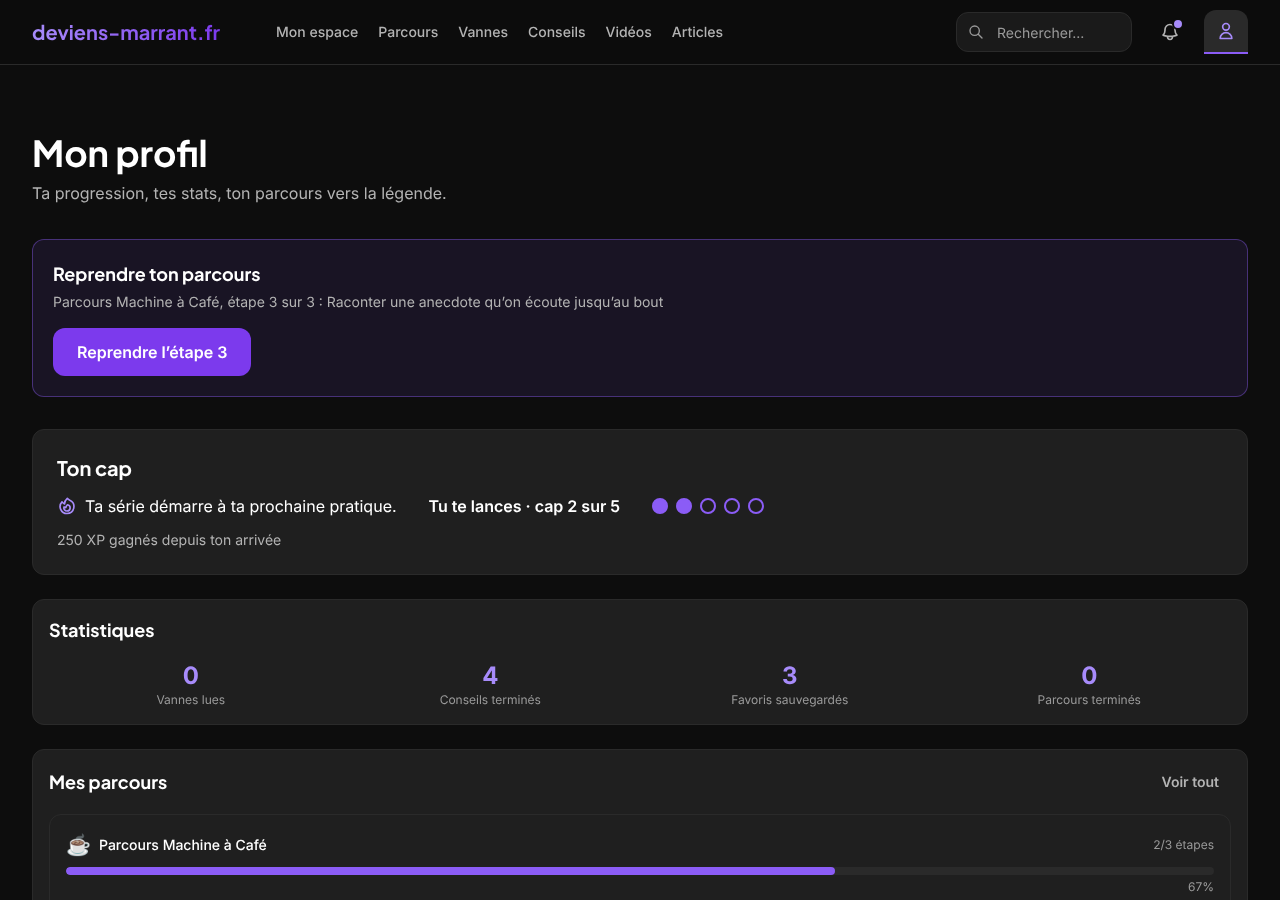 deviens-marrant.fr
Mon espace
Parcours
Vannes
Conseils
Vidéos
Articles
Rechercher...
Mon profil
Ta progression, tes stats, ton parcours vers la légende.
Reprendre ton parcours
Parcours Machine à Café, étape 3 sur 3 : Raconter une anecdote qu’on écoute jusqu’au bout
Reprendre l’étape 3
Ton cap
Ta série démarre à ta prochaine pratique.
Tu te lances · cap 2 sur 5
250 XP gagnés depuis ton arrivée
Statistiques
0
Vannes lues
4
Conseils terminés
3
Favoris sauvegardés
0
Parcours terminés
Mes parcours
Voir tout
Parcours Machine à Café
2/3 étapes
67%